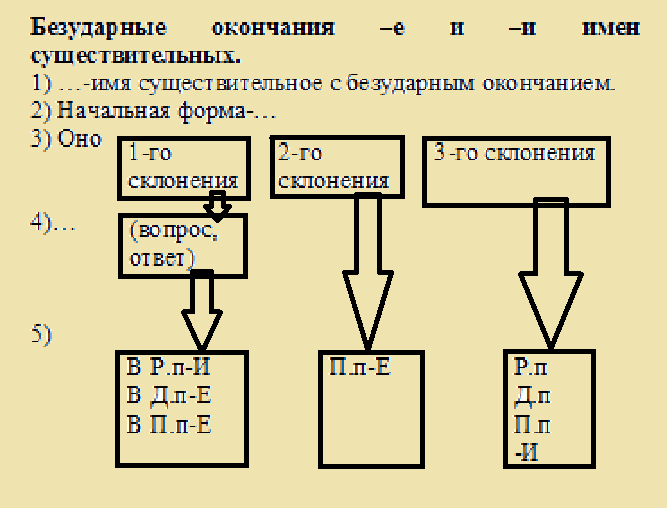 Безударные окончания –е и –и имен
существительных.
1) …-имя существительное с безударным окончанием.
2) Начальная форма-…
3) Оно
1-го
склонения
2-го
склонения
3-го склонения
4)…
(вопрос,
ответ)
5)
В Р.п-И
В Д.п-Е
В П.п-Е
П.п-Е
Р.п
Д.п
П.п
-И